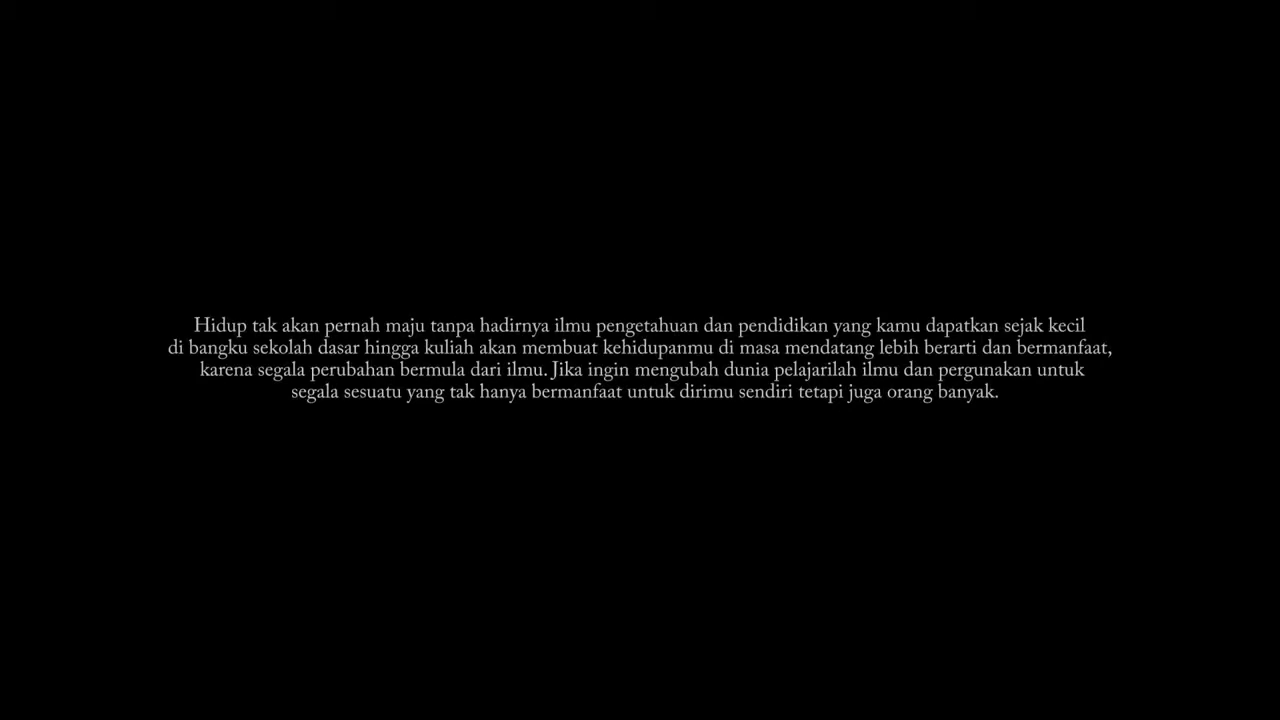 Hidup tak akan pernah maju tanpa hadirnya ilmu pengetahuan dan pendidikan yang kamu dapatkan sejak kecil
di bangku sekolah dasar hingga kuliah akan membuat kehidupanmu di masa mendatang lebih berarti dan bermanfaat,
karena segala perubahan bermula dari ilmu. Jika ingin mengubah dunia pelajarilah ilmu dan pergunakan untuk
segala sesuatu yang tak hanya bermanfaat untuk dirimu sendiri tetapi juga orang banyak.